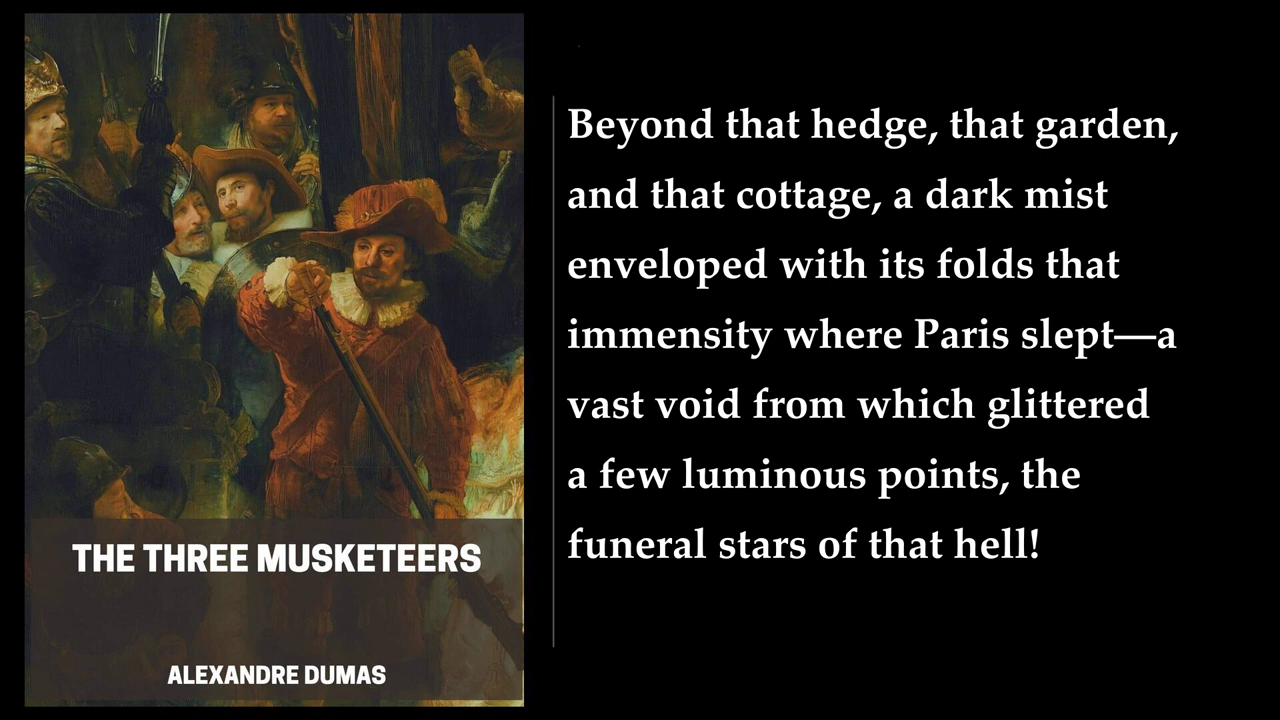 THE THREE MUSKETEERS
ALEXANDRE DUMAS
Beyond that hedge, that garden,
and that cottage, a dark mist
enveloped with its folds that
immensity where Paris slept—a
vast void from which glittered
a few luminous points, the
funeral stars of that hell!